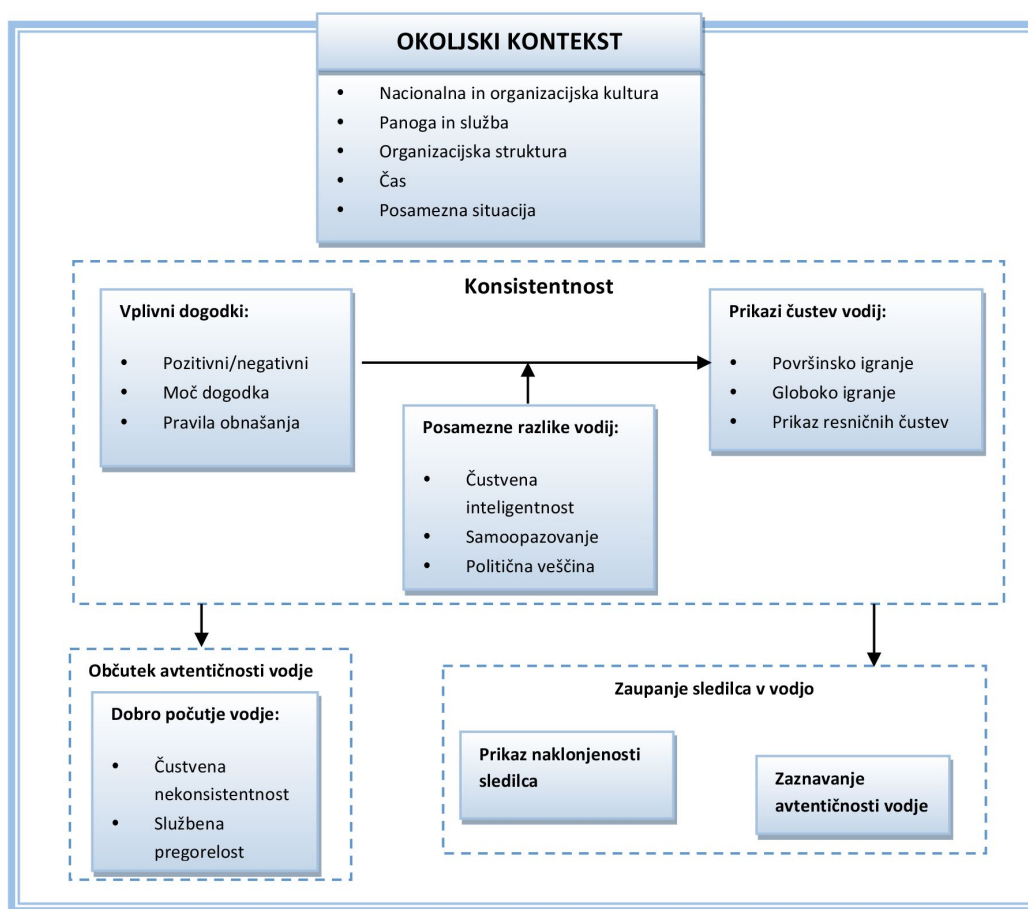 OKOLJSKI KONTEKST
• Nacionalna in organizacijska kultura
• Panoga in služba
• Organizacijska struktura
• Čas
• Posamezna situacija
Konsistentnost
Vplivni dogodki:
• Pozitivni/negativni
• Moč dogodka
• Pravila obnašanja
Prikazi čustev vodij:
• Površinsko igranje
• Globoko igranje
• Prikaz resničnih čustev
Posamezne razlike vodij:
• Čustvena
inteligentnost
• Samoopazovanje
• Politična veščina
Občutek avtentičnosti vodje
Dobro počutje vodje:
• Čustvena
nekonsistentnost
• Službena
pregorelost
Zaupanje sledilca v vodjo
Prikaz naklonjenosti
sledilca
Zaznavanje
avtentičnosti vodje